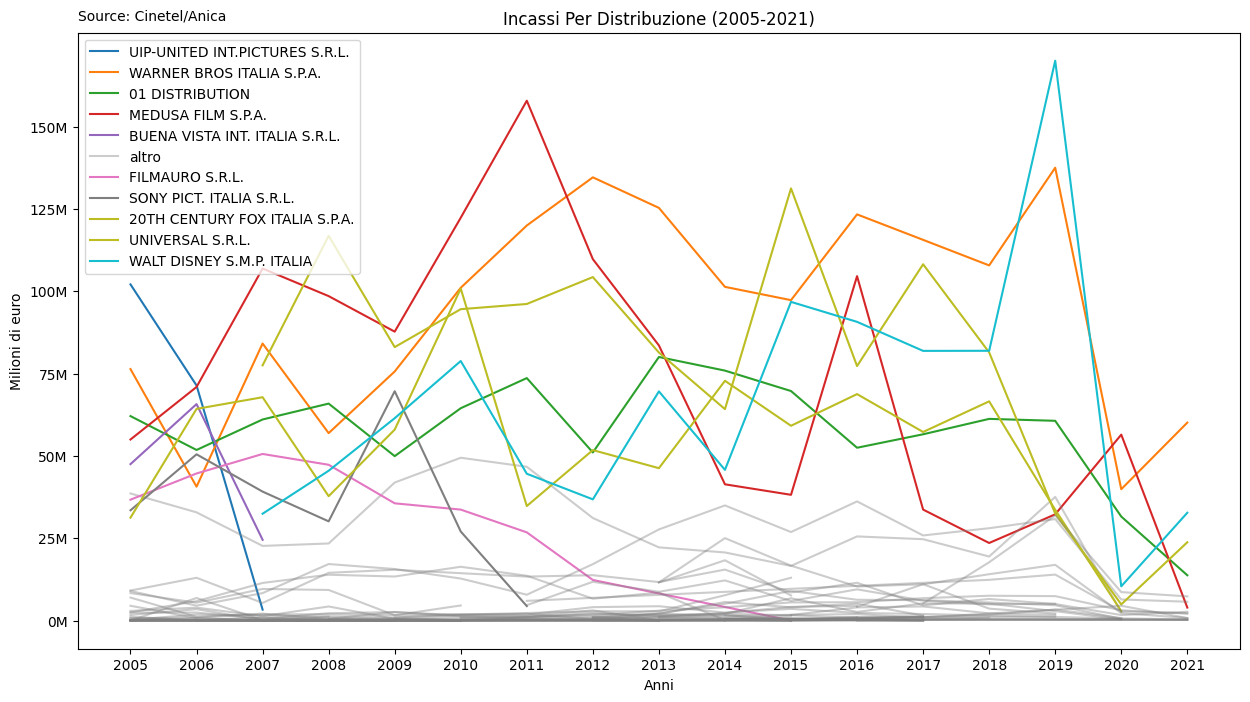 Source: Cinetel/Anica
Incassi Per Distribuzione (2005-2021)
UIP-UNITED INT.PICTURES S.R.L.
WARNER BROS ITALIA S.P.A.
01 DISTRIBUTION
MEDUSA FILM S.P.A.
BUENA VISTA INT. ITALIA S.R.L.
altro
FILMAURO S.R.L.
SONY PICT. ITALIA S.R.L.
20TH CENTURY FOX ITALIA S.P.A.
UNIVERSAL S.R.L.
WALT DISNEY S.M.P. ITALIA
150M
125M
100M
75M
50M
25M
0M
Milioni di euro
2005 2006 2007 2008 2009 2010 2011 2012 2013 2014 2015 2016 2017 2018 2019 2020 2021
Anni